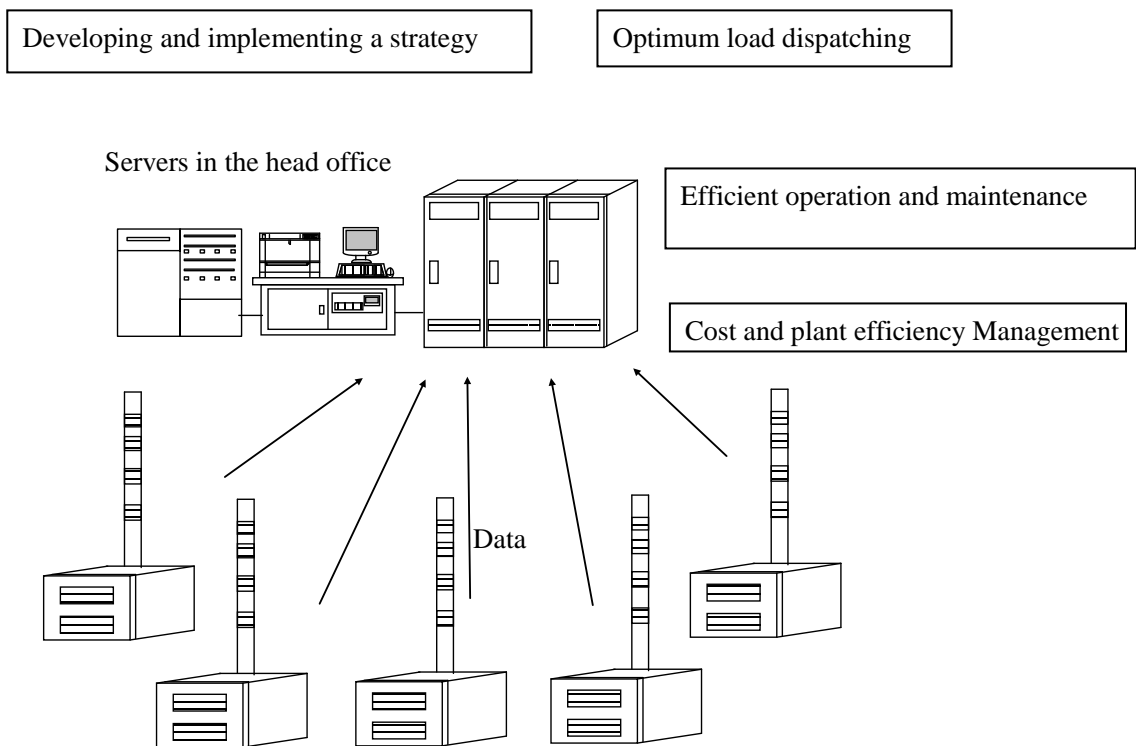 Developing and implementing a strategy
Optimum load dispatching
Servers in the head office
Efficient operation and maintenance
Cost and plant efficiency Management
Data